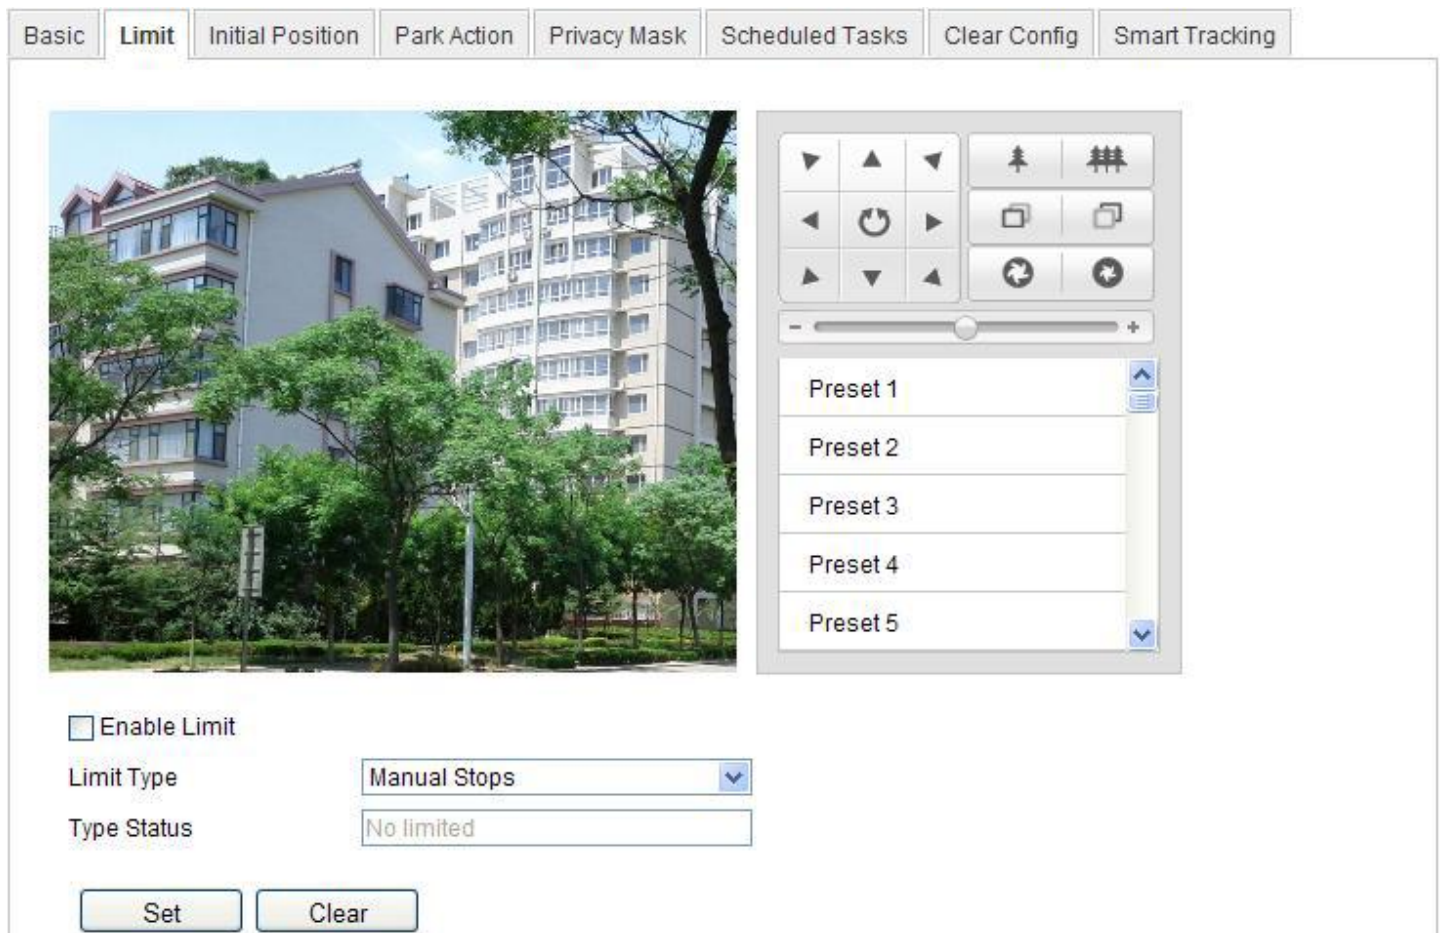 Basic Limit Initial Position Park Action Privacy Mask Scheduled Tasks Clear Config Smart Tracking
- +
Preset 1
Preset 2
Preset 3
Preset 4
Preset 5
Enable Limit
Limit Type Manual Stops
Type Status No limited
Set Clear